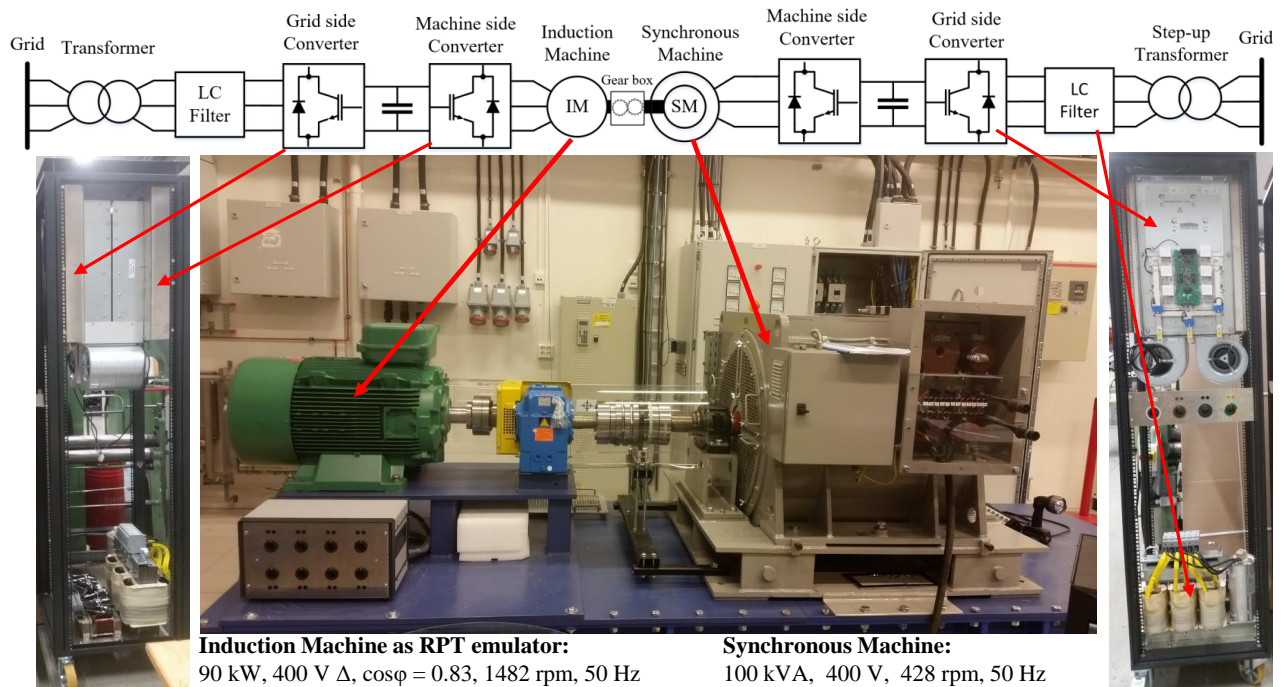 Grid
Transformer
LC
Filter
Grid side
Converter
Machine side
Converter
Induction
Machine
IM
Gear box
Synchronous
Machine
SM
Machine side
Converter
Grid side
Converter
LC
Filter
Step-up
Transformer
Grid
Induction Machine as RPT emulator:
90 kW, 400 V Δ, cosφ = 0.83, 1482 rpm, 50 Hz
Synchronous Machine:
100 kVA, 400 V, 428 rpm, 50 Hz